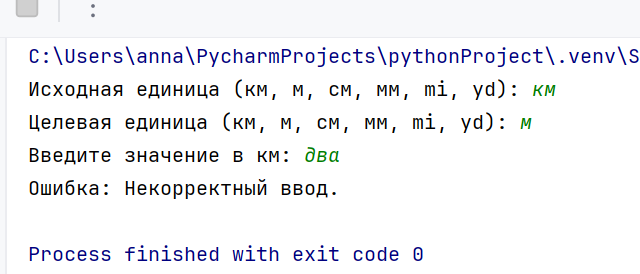 C:\Users\anna\PycharmProjects\pythonProject\.venv\S
Исходная единица (км, м, см, мм, mi, yd): км
Целевая единица (км, м, см, мм, mi, yd): м
Введите значение в км: два
Ошибка: Некорректный ввод.
Process finished with exit code 0